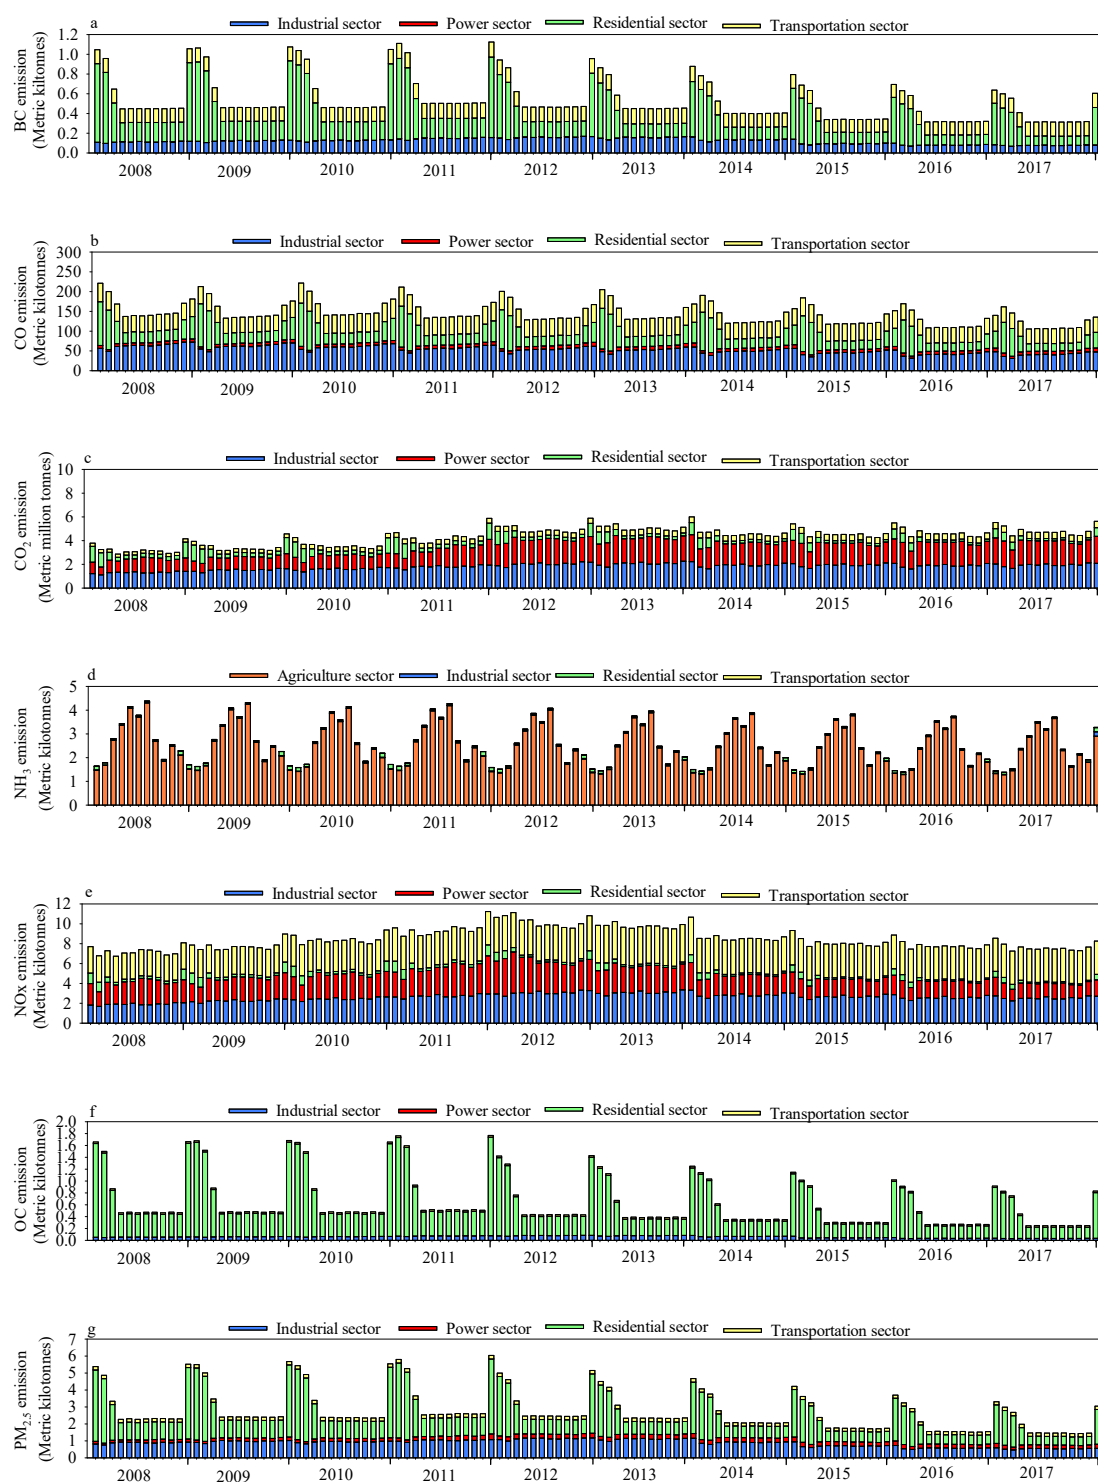 a
Industrial sector Power sector Residential sector Transportation sector
BC emission
(Metric kiltonnes)
1.2
1.0
0.8
0.6
0.4
0.2
0.0
2008 2009 2010 2011 2012 2013 2014 2015 2016 2017
b
Industrial sector Power sector Residential sector Transportation sector
CO emission
(Metric kilotonnes)
300
250
200
150
100
50
0
2008 2009 2010 2011 2012 2013 2014 2015 2016 2017
c
Industrial sector Power sector Residential sector Transportation sector
CO2 emission
(Metric million tonnes)
10
8
6
4
2
0
2008 2009 2010 2011 2012 2013 2014 2015 2016 2017
d
Agriculture sector Industrial sector Residential sector Transportation sector
NH3 emission
(Metric kilotonnes)
5
4
3
2
1
0
2008 2009 2010 2011 2012 2013 2014 2015 2016 2017
e
Industrial sector Power sector Residential sector Transportation sector
NOx emission
(Metric kilotonnes)
12
10
8
6
4
2
0
2008 2009 2010 2011 2012 2013 2014 2015 2016 2017
f
Industrial sector Power sector Residential sector Transportation sector
OC emission
(Metric kilotonnes)
2.0
1.8
1.6
1.4
1.2
1.0
0.8
0.6
0.4
0.2
0.0
2008 2009 2010 2011 2012 2013 2014 2015 2016 2017
g
Industrial sector Power sector Residential sector Transportation sector
PM2.5 emission
(Metric kilotonnes)
7
6
5
4
3
2
1
0
2008 2009 2010 2011 2012 2013 2014 2015 2016 2017